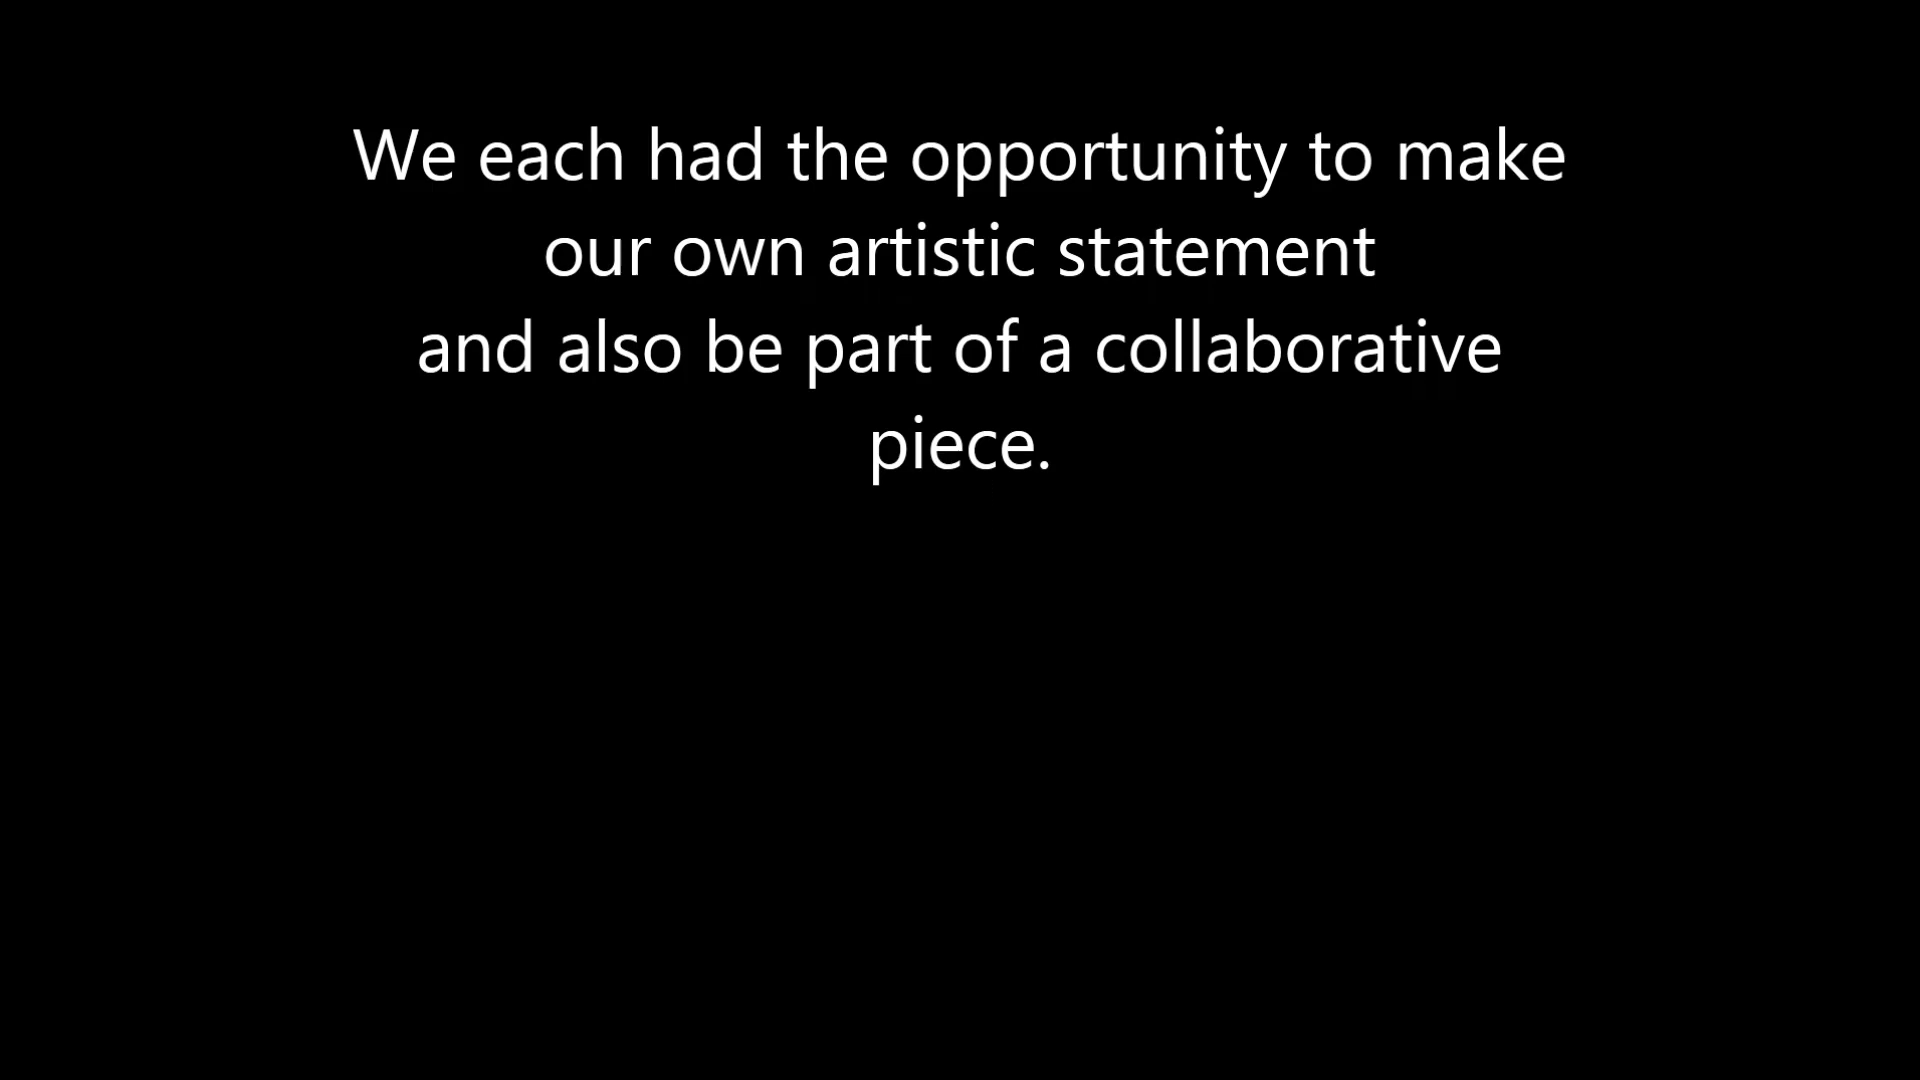 We each had the opportunity to make
our own artistic statement
and also be part of a collaborative
piece.